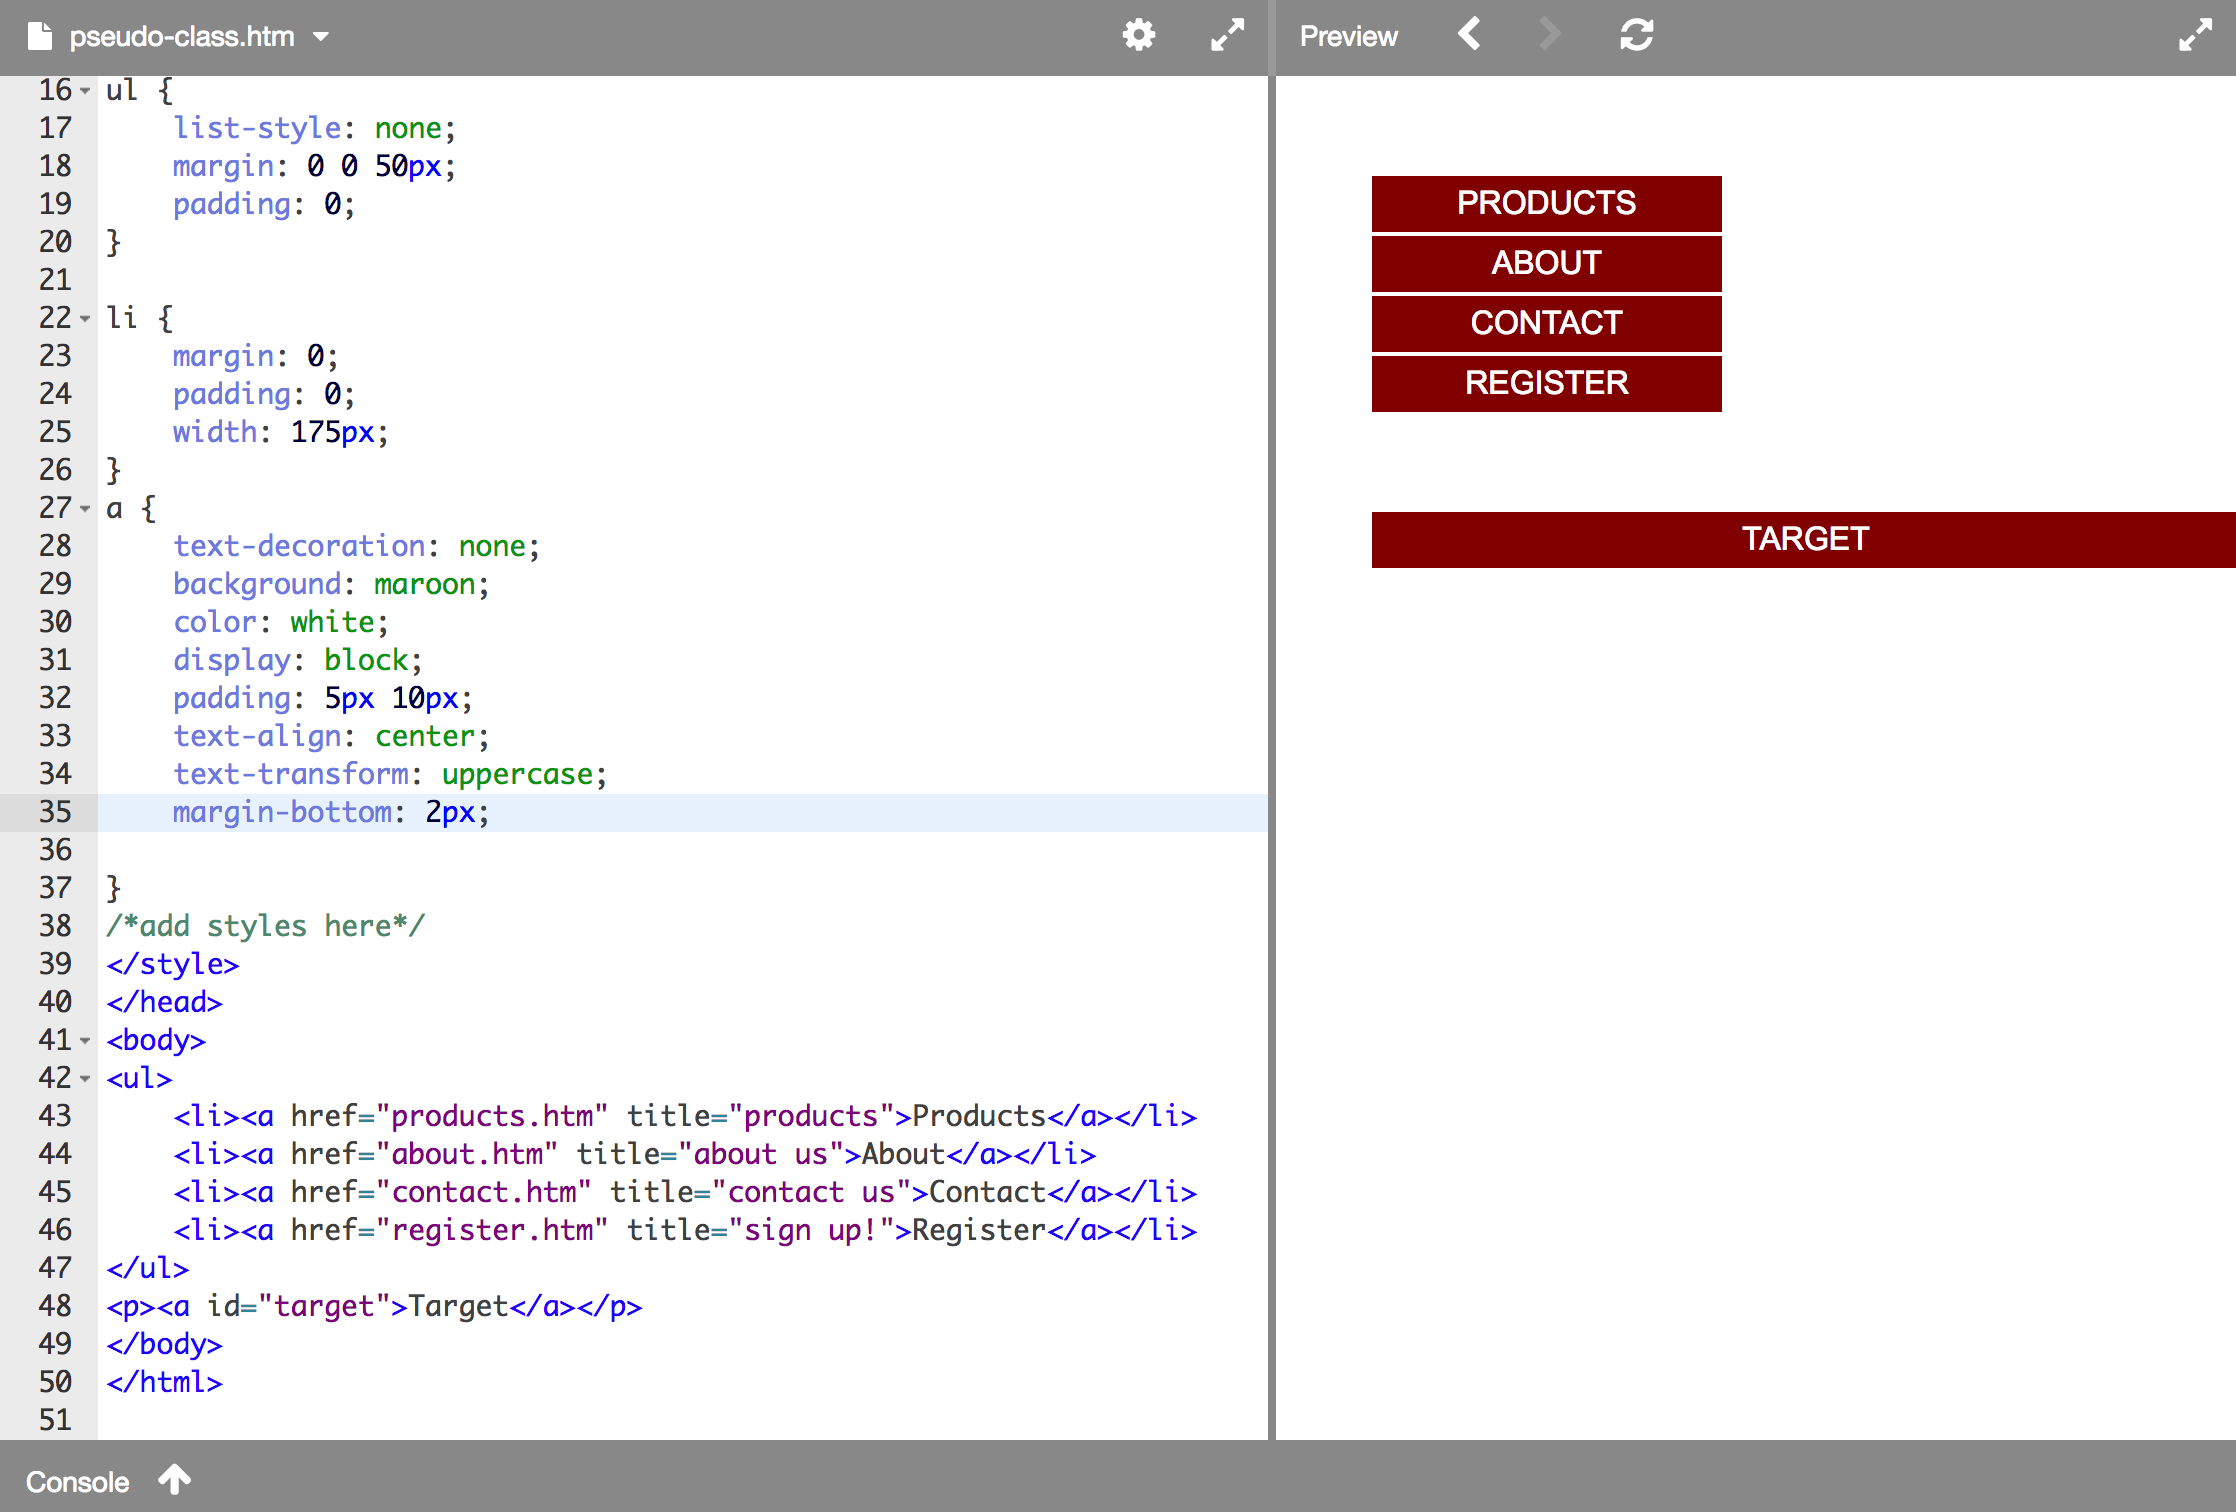 pseudo-class.htm
16 ul {
17     list-style: none;
18     margin: 0 0 50px;
19     padding: 0;
20 }
21
22 li {
23     margin: 0;
24     padding: 0;
25     width: 175px;
26 }
27 a {
28     text-decoration: none;
29     background: maroon;
30     color: white;
31     display: block;
32     padding: 5px 10px;
33     text-align: center;
34     text-transform: uppercase;
35     margin-bottom: 2px;
36
37 }
38 /*add styles here*/
39 </style>
40 </head>
41 <body>
42 <ul>
43     <li><a href="products.htm" title="products">Products</a></li>
44     <li><a href="about.htm" title="about us">About</a></li>
45     <li><a href="contact.htm" title="contact us">Contact</a></li>
46     <li><a href="register.htm" title="sign up!">Register</a></li>
47 </ul>
48 <p><a id="target">Target</a></p>
49 </body>
50 </html>
51
Console
Preview
PRODUCTS
ABOUT
CONTACT
REGISTER
TARGET